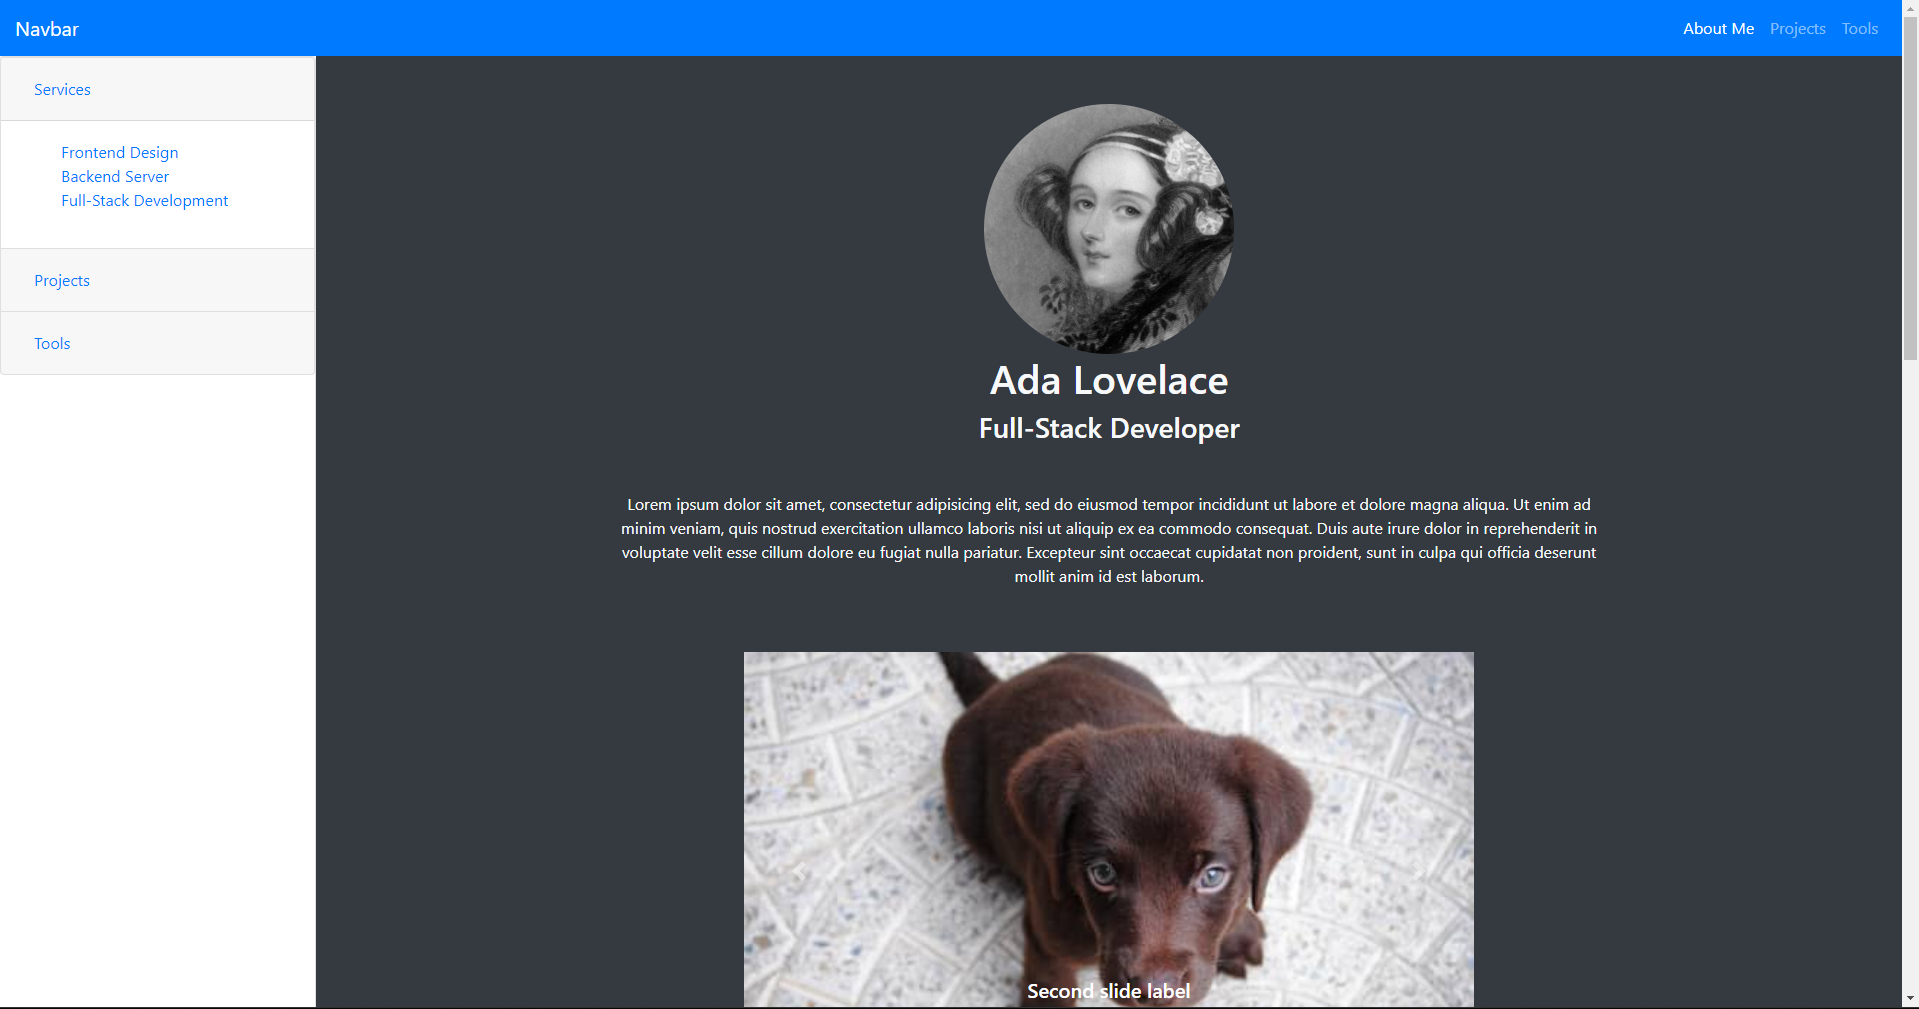 Navbar
About Me
Projects
Tools
Services
Frontend Design
Backend Server
Full-Stack Development
Projects
Tools
Ada Lovelace
Full-Stack Developer
Lorem ipsum dolor sit amet, consectetur adipisicing elit, sed do eiusmod tempor incididunt ut labore et dolore magna aliqua. Ut enim ad
minim veniam, quis nostrud exercitation ullamco laboris nisi ut aliquip ex ea commodo consequat. Duis aute irure dolor in reprehenderit in
voluptate velit esse cillum dolore eu fugiat nulla pariatur. Excepteur sint occaecat cupidatat non proident, sunt in culpa qui officia deserunt
mollit anim id est laborum.
Second slide label